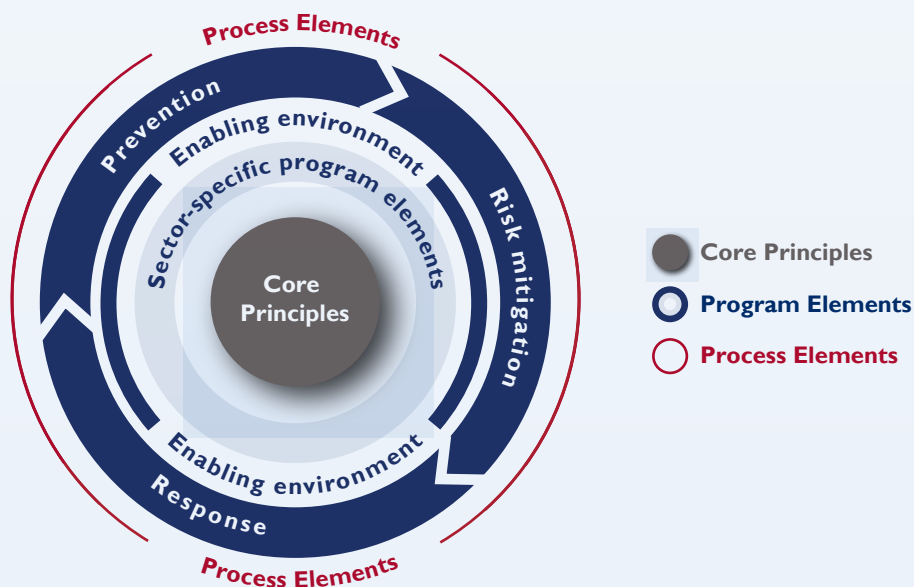 Process Elements
Prevention
Risk mitigation
Response
Enabling environment
Sector-specific program elements
Core
Principles
Enabling environment
Process Elements
Core Principles
Program Elements
Process Elements